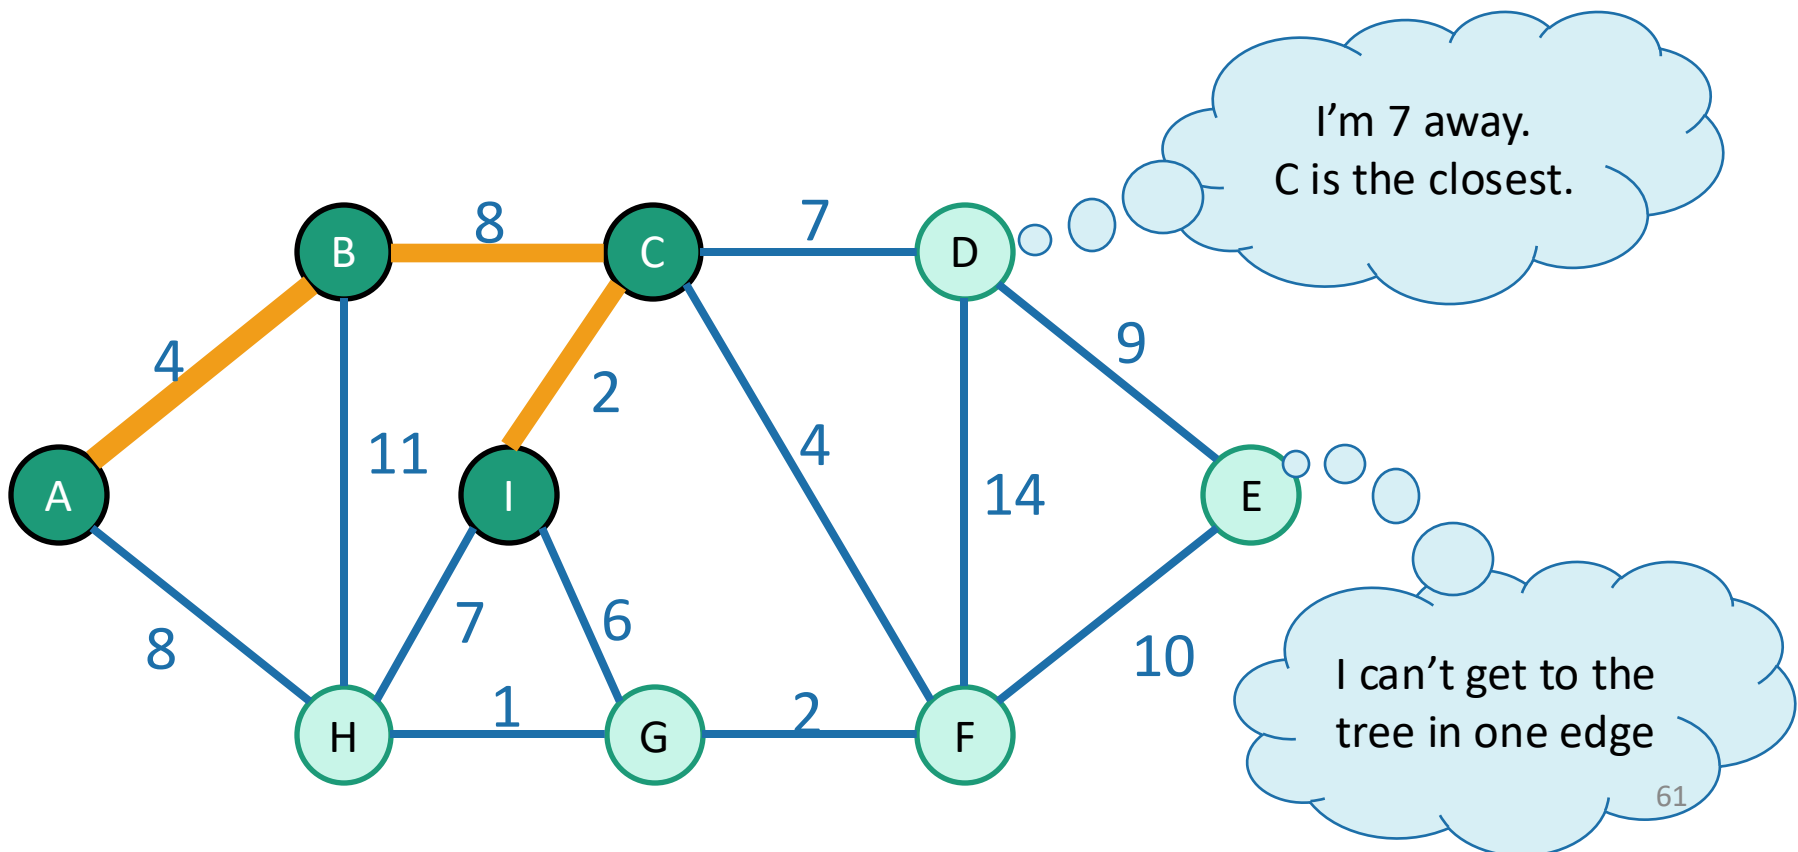 I'm 7 away.
C is the closest.
8
7
B
C
D
4
9
2
11
4
A
I
14
E
8
7
6
10
1
2
H
G
F
I can't get to the
tree in one edge
61